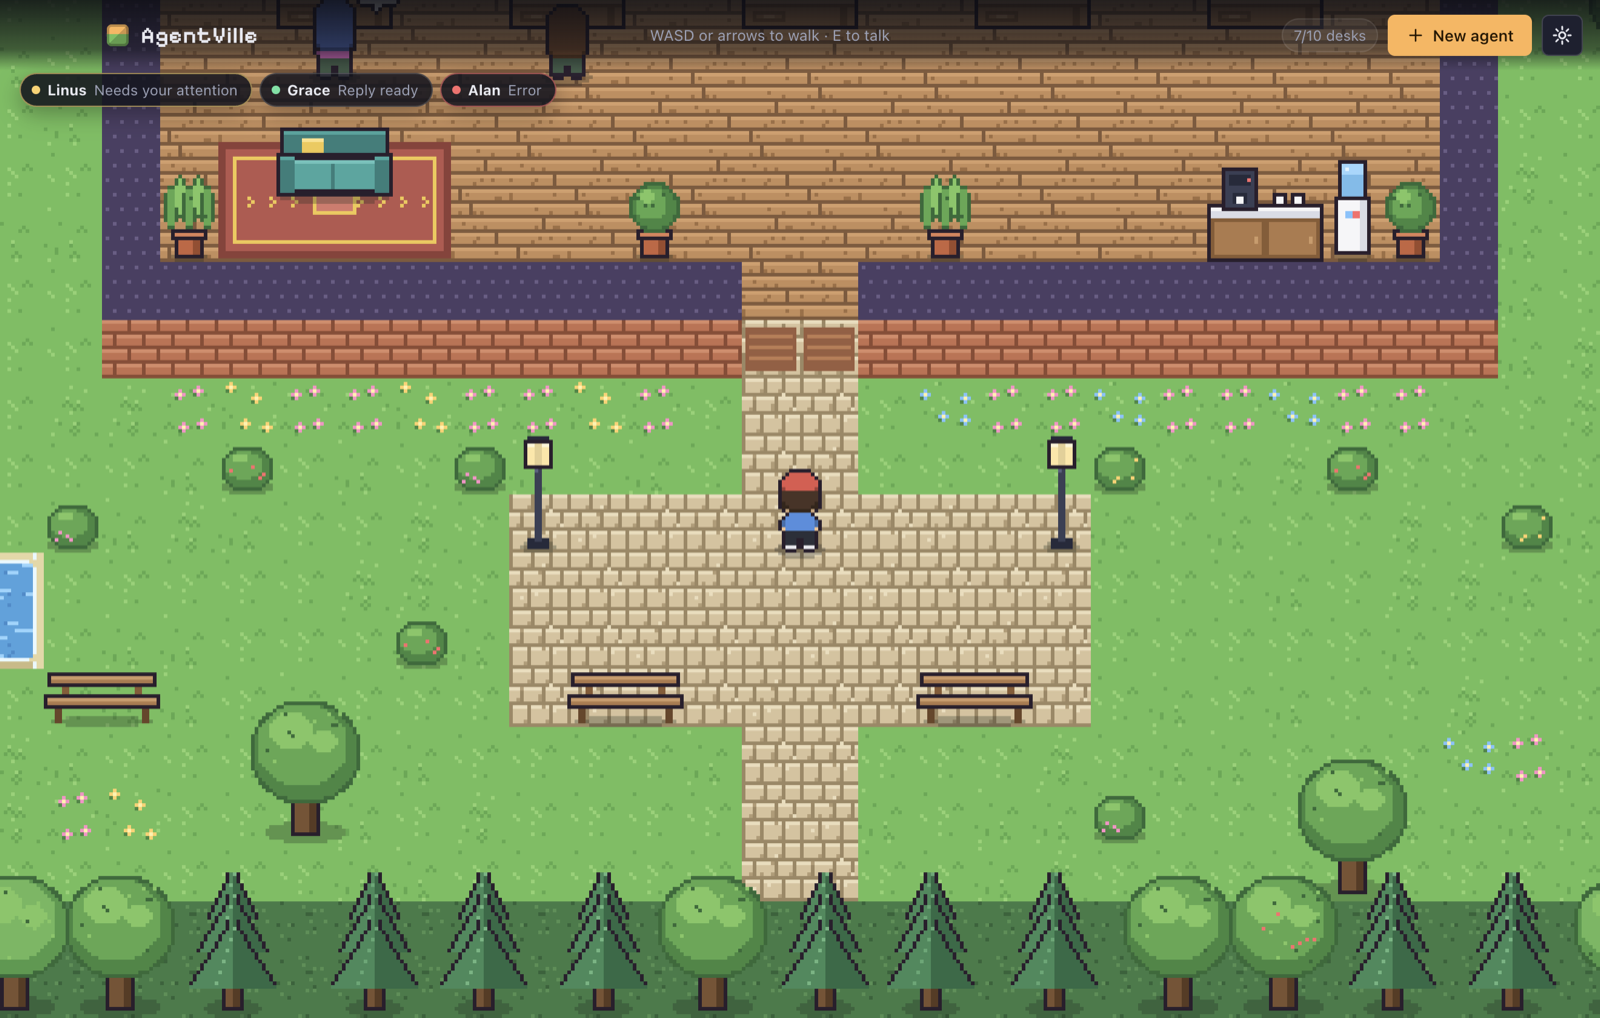 AgentVille
WASD or arrows to walk · E to talk
7/10 desks
+ New agent
Linus Needs your attention
Grace Reply ready
Alan Error